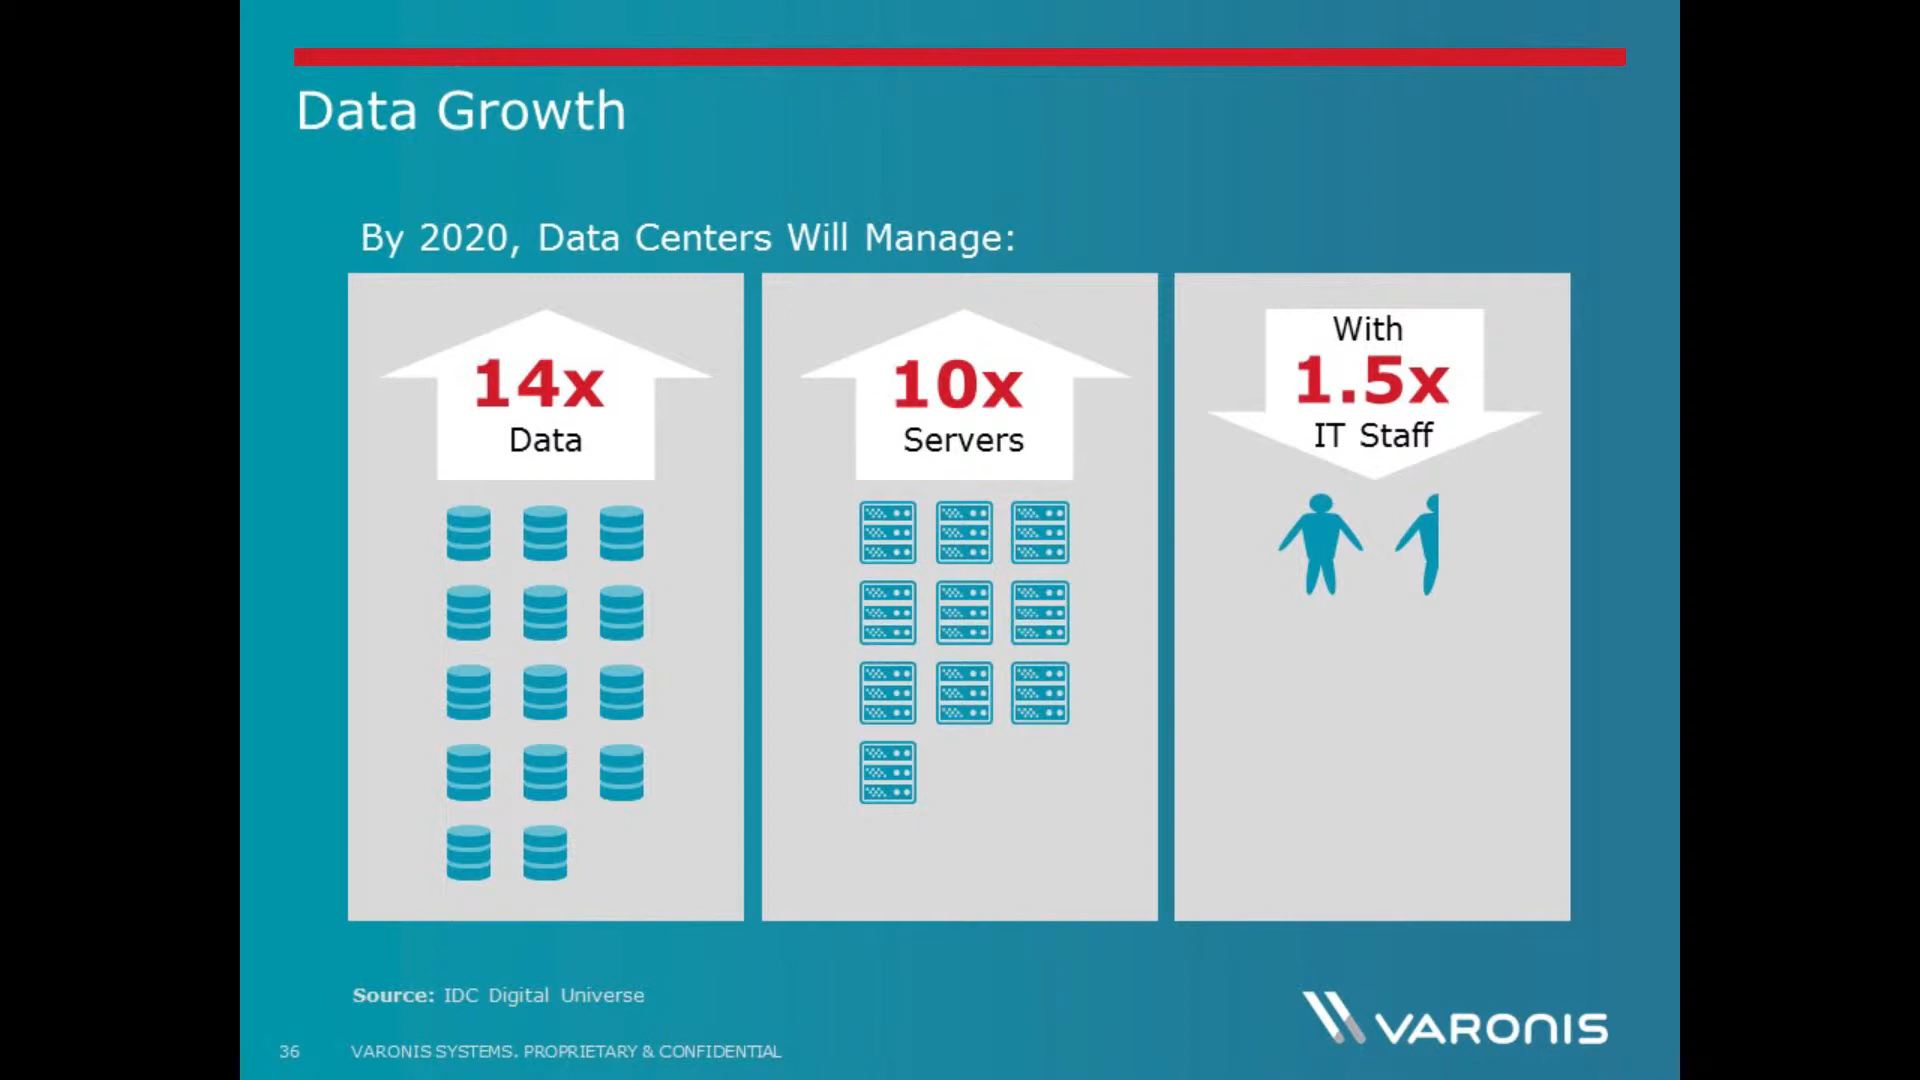 Data Growth
By 2020, Data Centers Will Manage:
14x
Data
10x
Servers
With
1.5x
IT Staff
Source: IDC Digital Universe
VARONIS
36
VARONIS SYSTEMS. PROPRIETARY & CONFIDENTIAL